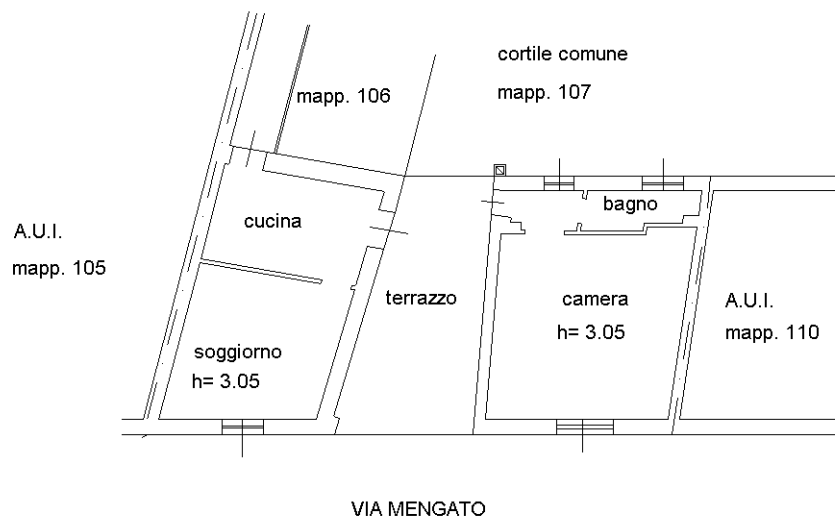 cortile comune
mapp. 107
mapp. 106
bagno
cucina
A.U.I.
mapp. 105
terrazzo
camera
h= 3.05
A.U.I.
mapp. 110
soggiorno
h= 3.05
VIA MENGATO